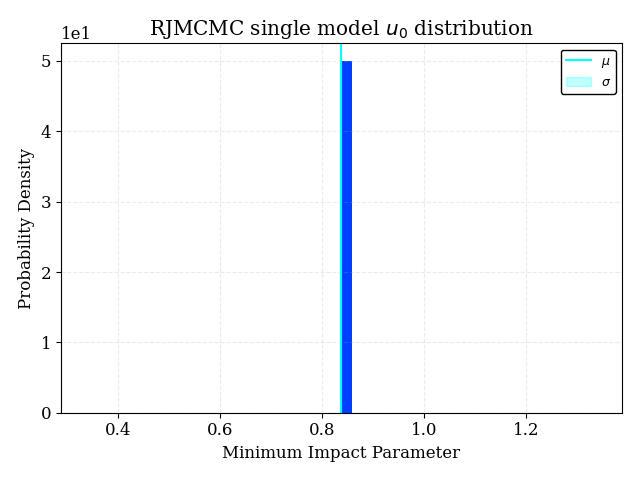 RJMCMC single model u₀ distribution
1e1
μ
σ
5
4
3
2
1
0
Probability Density
0.4 0.6 0.8 1.0 1.2
Minimum Impact Parameter